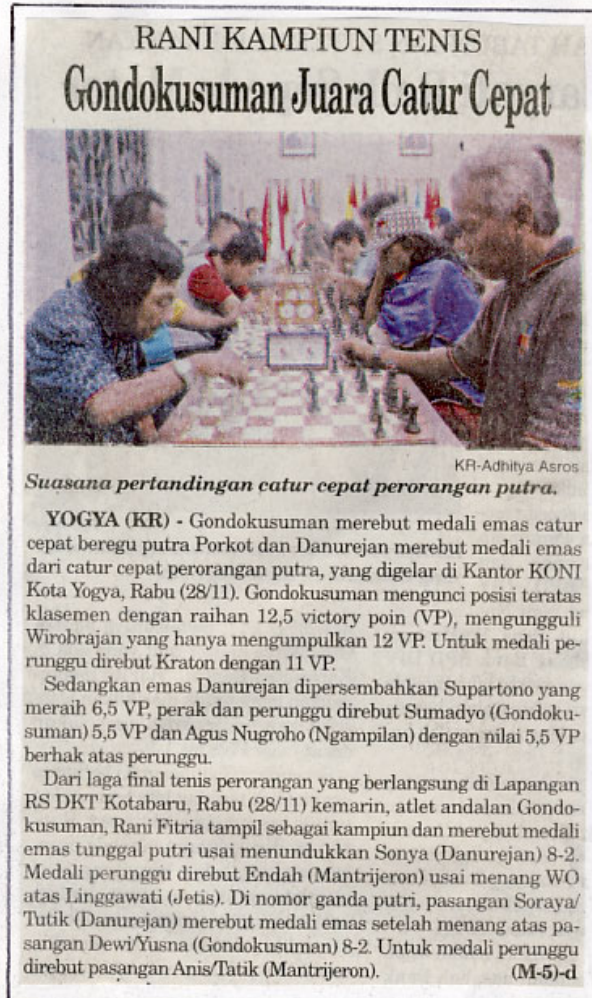 RANI KAMPIUN TENIS
Gondokusuman Juara Catur Cepat
KR-Adhitya Asros
Suasana pertandingan catur cepat perorangan putra.
YOGYA (KR) - Gondokusuman merebut medali emas catur
cepat beregu putra Porkot dan Danurejan merebut medali emas
dari catur cepat perorangan putra, yang digelar di Kantor KONI
Kota Yogya, Rabu (28/11). Gondokusuman mengunci posisi teratas
klasemen dengan raihan 12,5 victory poin (VP), mengungguli
Wirobrajan yang hanya mengumpulkan 12 VP. Untuk medali pe-
runggu direbut Kraton dengan 11 VP.
Sedangkan emas Danurejan dipersembahkan Supartono yang
meraih 6,5 VP, perak dan perunggu direbut Sumadyo (Gondoku-
suman) 5,5 VP dan Agus Nugroho (Ngampilan) dengan nilai 5,5 VP
berhak atas perunggu.
Dari laga final tenis perorangan yang berlangsung di Lapangan
RS DKT Kotabaru, Rabu (28/11) kemarin, atlet andalan Gondo-
kusuman, Rani Fitria tampil sebagai kampiun dan merebut medali
emas tunggal putri usai menundukkan Sonya (Danurejan) 8-2.
Medali perunggu direbut Endah (Mantrijeron) usai menang WO
atas Linggawati (Jetis). Di nomor ganda putri, pasangan Soraya/
Tutik (Danurejan) merebut medali emas setelah menang atas pa-
sangan Dewi/Yusna (Gondokusuman) 8-2. Untuk medali perunggu
direbut pasangan Anis/Tatik (Mantrijeron). (M-5)-d